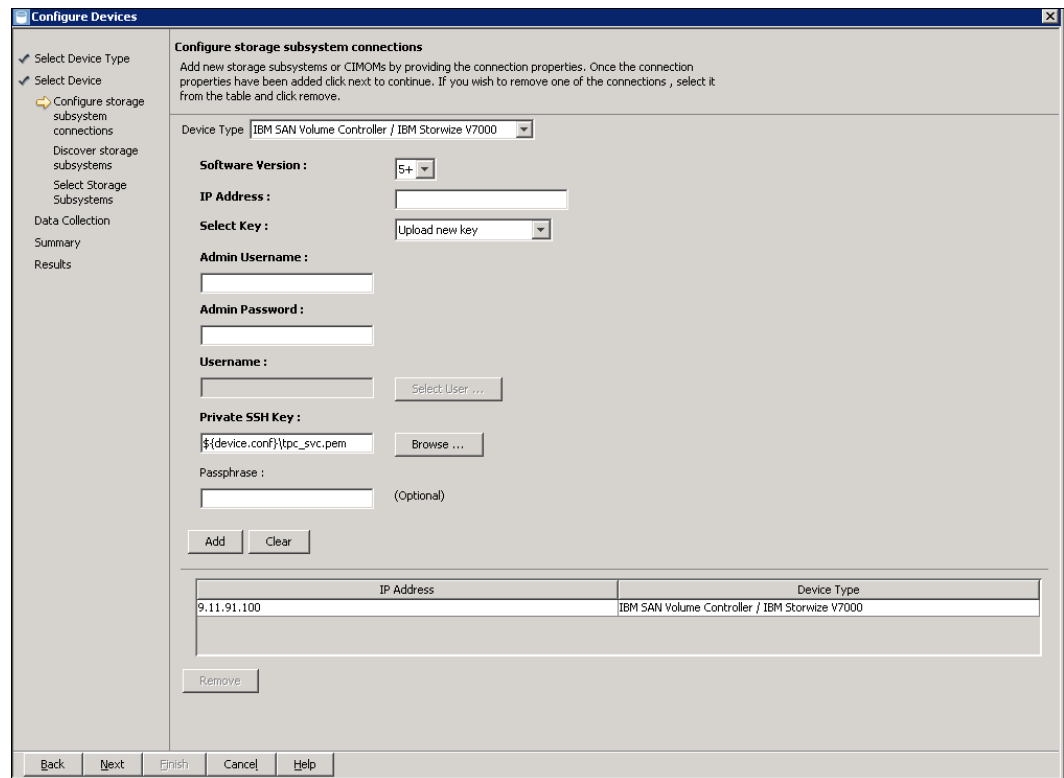 Configure Devices
Select Device Type
Select Device
Configure storage
subsystem
connections
Discover storage
subsystems
Select Storage
Subsystems
Data Collection
Summary
Results
Configure storage subsystem connections
Add new storage subsystems or CIMOMs by providing the connection properties. Once the connection
properties have been added click next to continue. If you wish to remove one of the connections , select it
from the table and click remove.
Device Type IBM SAN Volume Controller / IBM Storwize V7000
Software Version : 5+
IP Address :
Select Key : Upload new key
Admin Username :
Admin Password :
Username :
Select User ...
Private SSH Key :
${device.conf}\tpc_svc.pem Browse ...
Passphrase :
(Optional)
Add Clear
IP Address Device Type
9.11.91.100 IBM SAN Volume Controller / IBM Storwize V7000
Remove
Back Next Finish Cancel Help